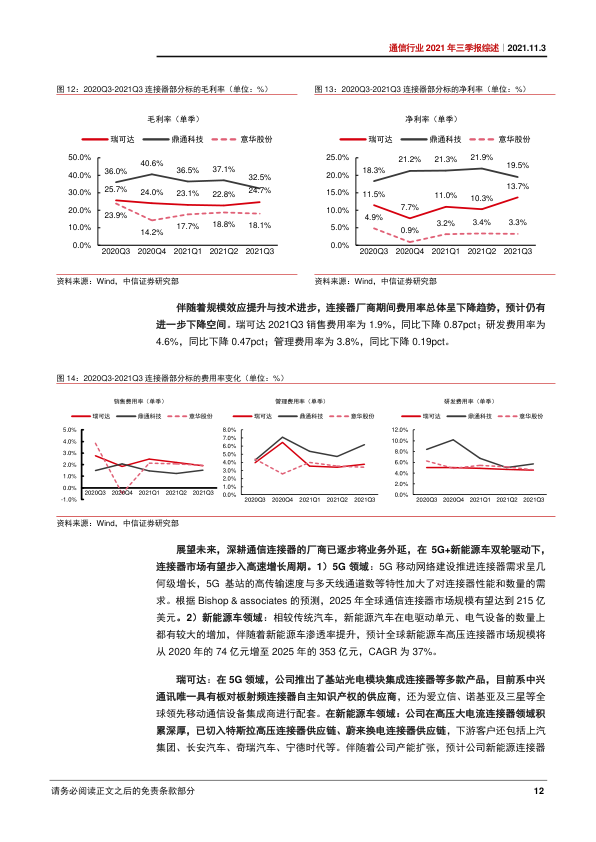 通信行业 2021 年三季报综述｜2021.11.3
图 12：2020Q3-2021Q3 连接器部分标的毛利率（单位：%）
毛利率（单季）
瑞可达 鼎通科技 意华股份
50.0%
40.0%
30.0%
20.0%
10.0%
0.0%
36.0% 40.6% 36.5% 37.1% 32.5%
25.7% 24.0% 23.1% 22.8% 24.7%
23.9% 14.2% 17.7% 18.8% 18.1%
2020Q3 2020Q4 2021Q1 2021Q2 2021Q3
资料来源：Wind，中信证券研究部
图 13：2020Q3-2021Q3 连接器部分标的净利率（单位：%）
净利率（单季）
瑞可达 鼎通科技 意华股份
25.0%
20.0%
15.0%
10.0%
5.0%
0.0%
18.3% 21.2% 21.3% 21.9% 19.5%
11.5% 7.7% 11.0% 10.3% 13.7%
4.9% 0.9% 3.2% 3.4% 3.3%
2020Q3 2020Q4 2021Q1 2021Q2 2021Q3
资料来源：Wind，中信证券研究部
伴随着规模效应提升与技术进步，连接器厂商期间费用率总体呈下降趋势，预计仍有
进一步下降空间。瑞可达 2021Q3 销售费用率为 1.9%，同比下降 0.87pct；研发费用率为
4.6%，同比下降 0.47pct；管理费用率为 3.8%，同比下降 0.19pct。
图 14：2020Q3-2021Q3 连接器部分标的费用率变化（单位：%）
销售费用率（单季）
瑞可达 鼎通科技 意华股份
5.0%
4.0%
3.0%
2.0%
1.0%
0.0%
-1.0%
2020Q3 2020Q4 2021Q1 2021Q2 2021Q3
管理费用率（单季）
瑞可达 鼎通科技 意华股份
8.0%
7.0%
6.0%
5.0%
4.0%
3.0%
2.0%
1.0%
0.0%
2020Q3 2020Q4 2021Q1 2021Q2 2021Q3
研发费用率（单季）
瑞可达 鼎通科技 意华股份
12.0%
10.0%
8.0%
6.0%
4.0%
2.0%
0.0%
2020Q3 2020Q4 2021Q1 2021Q2 2021Q3
资料来源：Wind，中信证券研究部
展望未来，深耕通信连接器的厂商已逐步将业务外延，在 5G+新能源车双轮驱动下，
连接器市场有望步入高速增长周期。1）5G 领域：5G 移动网络建设推进连接器需求呈几
何级增长，5G 基站的高传输速度与多天线通道数等特性加大了对连接器性能和数量的需
求。根据 Bishop & associates 的预测，2025 年全球通信连接器市场规模有望达到 215 亿
美元。2）新能源车领域：相较传统汽车，新能源汽车在电驱动单元、电气设备的数量上
都有较大的增加，伴随着新能源车渗透率提升，预计全球新能源车高压连接器市场规模将
从 2020 年的 74 亿元增至 2025 年的 353 亿元，CAGR 为 37%。
瑞可达：在 5G 领域，公司推出了基站光电模块集成连接器等多款产品，目前系中兴
通讯唯一具有板对板射频连接器自主知识产权的供应商，还为爱立信、诺基亚及三星等全
球领先移动通信设备集成商进行配套。在新能源车领域：公司在高压大电流连接器领域积
累深厚，已切入特斯拉高压连接器供应链、蔚来换电连接器供应链，下游客户还包括上汽
集团、长安汽车、奇瑞汽车、宁德时代等。伴随着公司产能扩张，预计公司新能源连接器
请务必阅读正文之后的免责条款部分
12